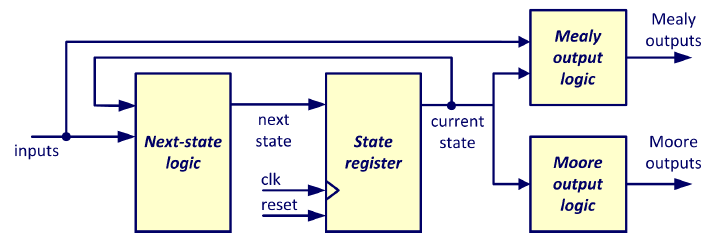 Mealy
outputs
Mealy
output
logic
Next-state
logic
next
state
State
register
current
state
inputs
clk
reset
Moore
output
logic
Moore
outputs